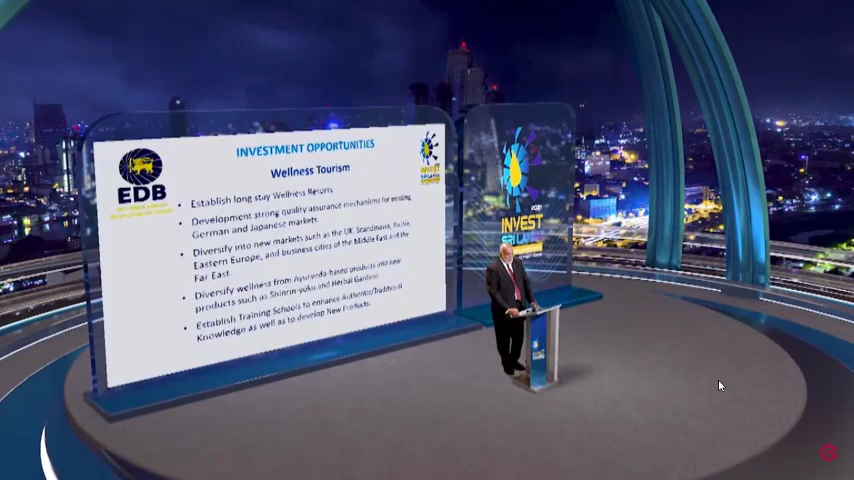 INVESTMENT OPPORTUNITIES
Wellness Tourism
EDB
• Establish long stay Wellness Resorts
• Development strong quality assurance mechanisms for existing
German and Japanese markets.
• Diversify into new markets such as the UK, Scandinavia, Russia,
Eastern Europe, and business cities of the Middle East and the
Far East.
• Diversify wellness from Ayurveda-based products into new
products such as Shinrin-yoku and Herbal Gardens.
• Establish Training Schools to enhance Authentic/Traditional
Knowledge as well as to develop New Products.
2021
INVEST
SRI LANKA